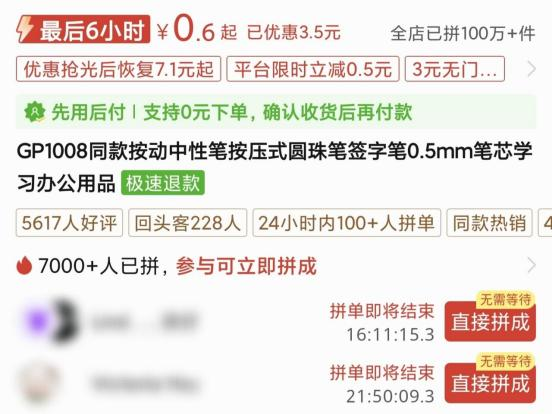 最后6小时 ¥0.6起 已优惠3.5元 全店已拼100万+件
优惠抢光后恢复7.1元起 平台限时立减0.5元 3元无门...
先用后付 | 支持0元下单，确认收货后再付款
GP1008同款按动中性笔按压式圆珠笔签字笔0.5mm笔芯学
习办公用品 极速退款
5617人好评 回头客228人 24小时内100+人拼单 同款热销 4
7000+人已拼，参与可立即拼成
拼单即将结束 无需等待
16:11:15.3 直接拼成
拼单即将结束 无需等待
21:50:09.3 直接拼成